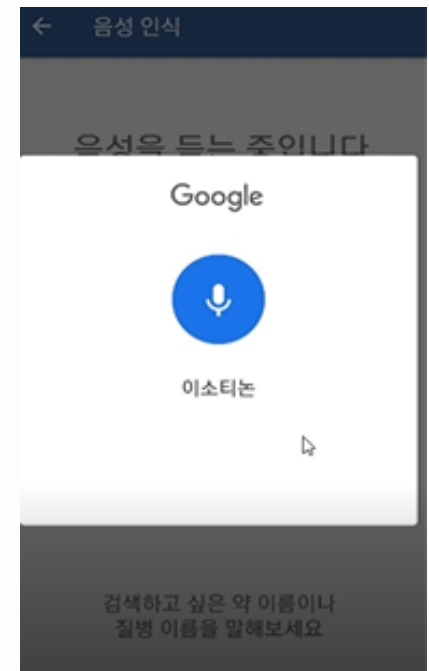 음성 인식
음성을 듣는 중입니다
Google
이소티논
검색하고 싶은 약 이름이나
질병 이름을 말해보세요